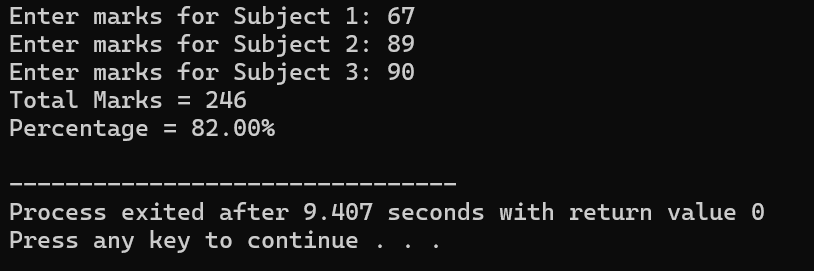 Enter marks for Subject 1: 67
Enter marks for Subject 2: 89
Enter marks for Subject 3: 90
Total Marks = 246
Percentage = 82.00%
--------------------------------
Process exited after 9.407 seconds with return value 0
Press any key to continue . . .